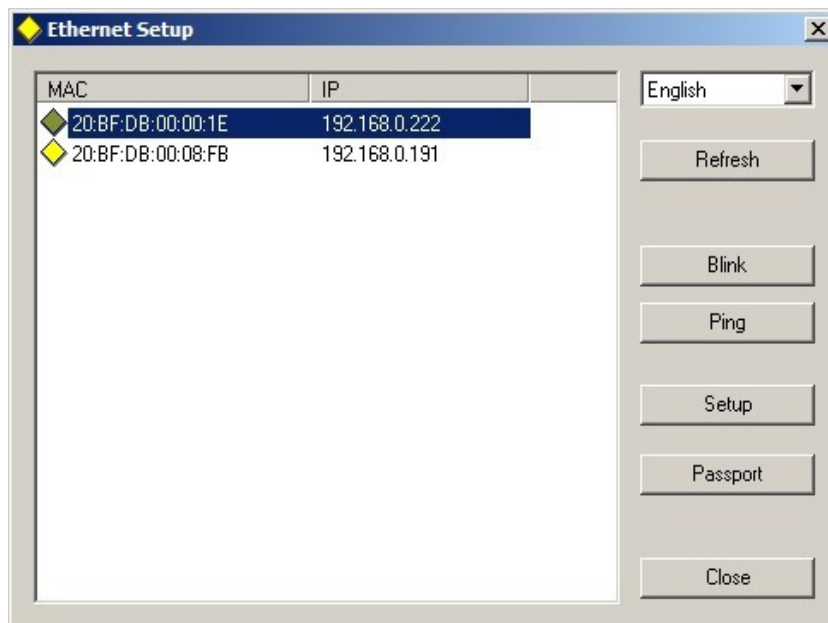 Ethernet Setup
MAC IP
20:BF:DB:00:00:1E 192.168.0.222
20:BF:DB:00:08:FB 192.168.0.191
English
Refresh
Blink
Ping
Setup
Passport
Close